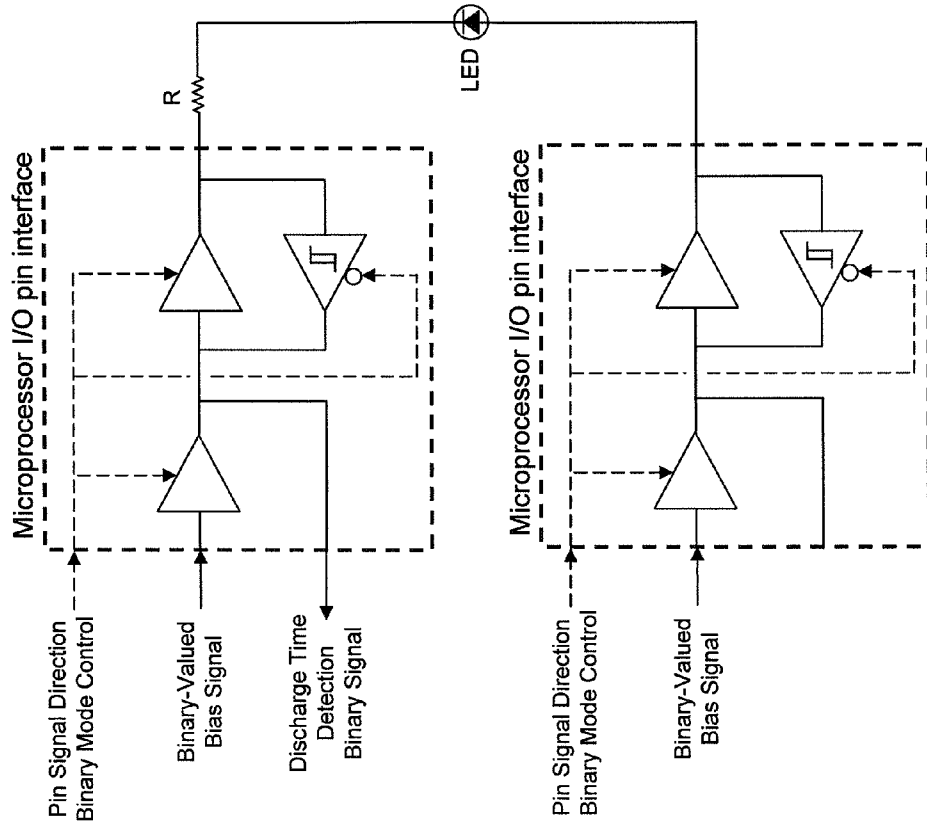 Microprocessor I/O pin interface
R
LED
Pin Signal Direction
Binary Mode Control
Binary-Valued
Bias Signal
Discharge Time
Detection
Binary Signal
Microprocessor I/O pin interface
Pin Signal Direction
Binary Mode Control
Binary-Valued
Bias Signal